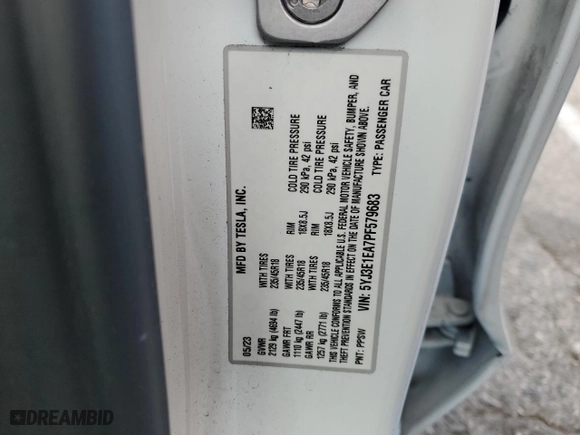 MFD BY TESLA, INC.
05/23
GVWR
2129 kg (4694 lb)
WITH TIRES
235/45R18
RIM
18X8.5J
COLD TIRE PRESSURE
290 kPa, 42 psi
GAWR FRT
1110 kg (2447 lb)
WITH TIRES
235/45R18
RIM
18X8.5J
COLD TIRE PRESSURE
290 kPa, 42 psi
GAWR RR
1257 kg (2771 lb)
THIS VEHICLE CONFORMS TO ALL APPLICABLE U.S. FEDERAL MOTOR VEHICLE SAFETY, BUMPER, AND
THEFT PREVENTION STANDARDS IN EFFECT ON THE DATE OF MANUFACTURE SHOWN ABOVE.
VIN: 5YJ3E1EA7PF579683
PNT: PPSW
TYPE: PASSENGER CAR
DREAMBID